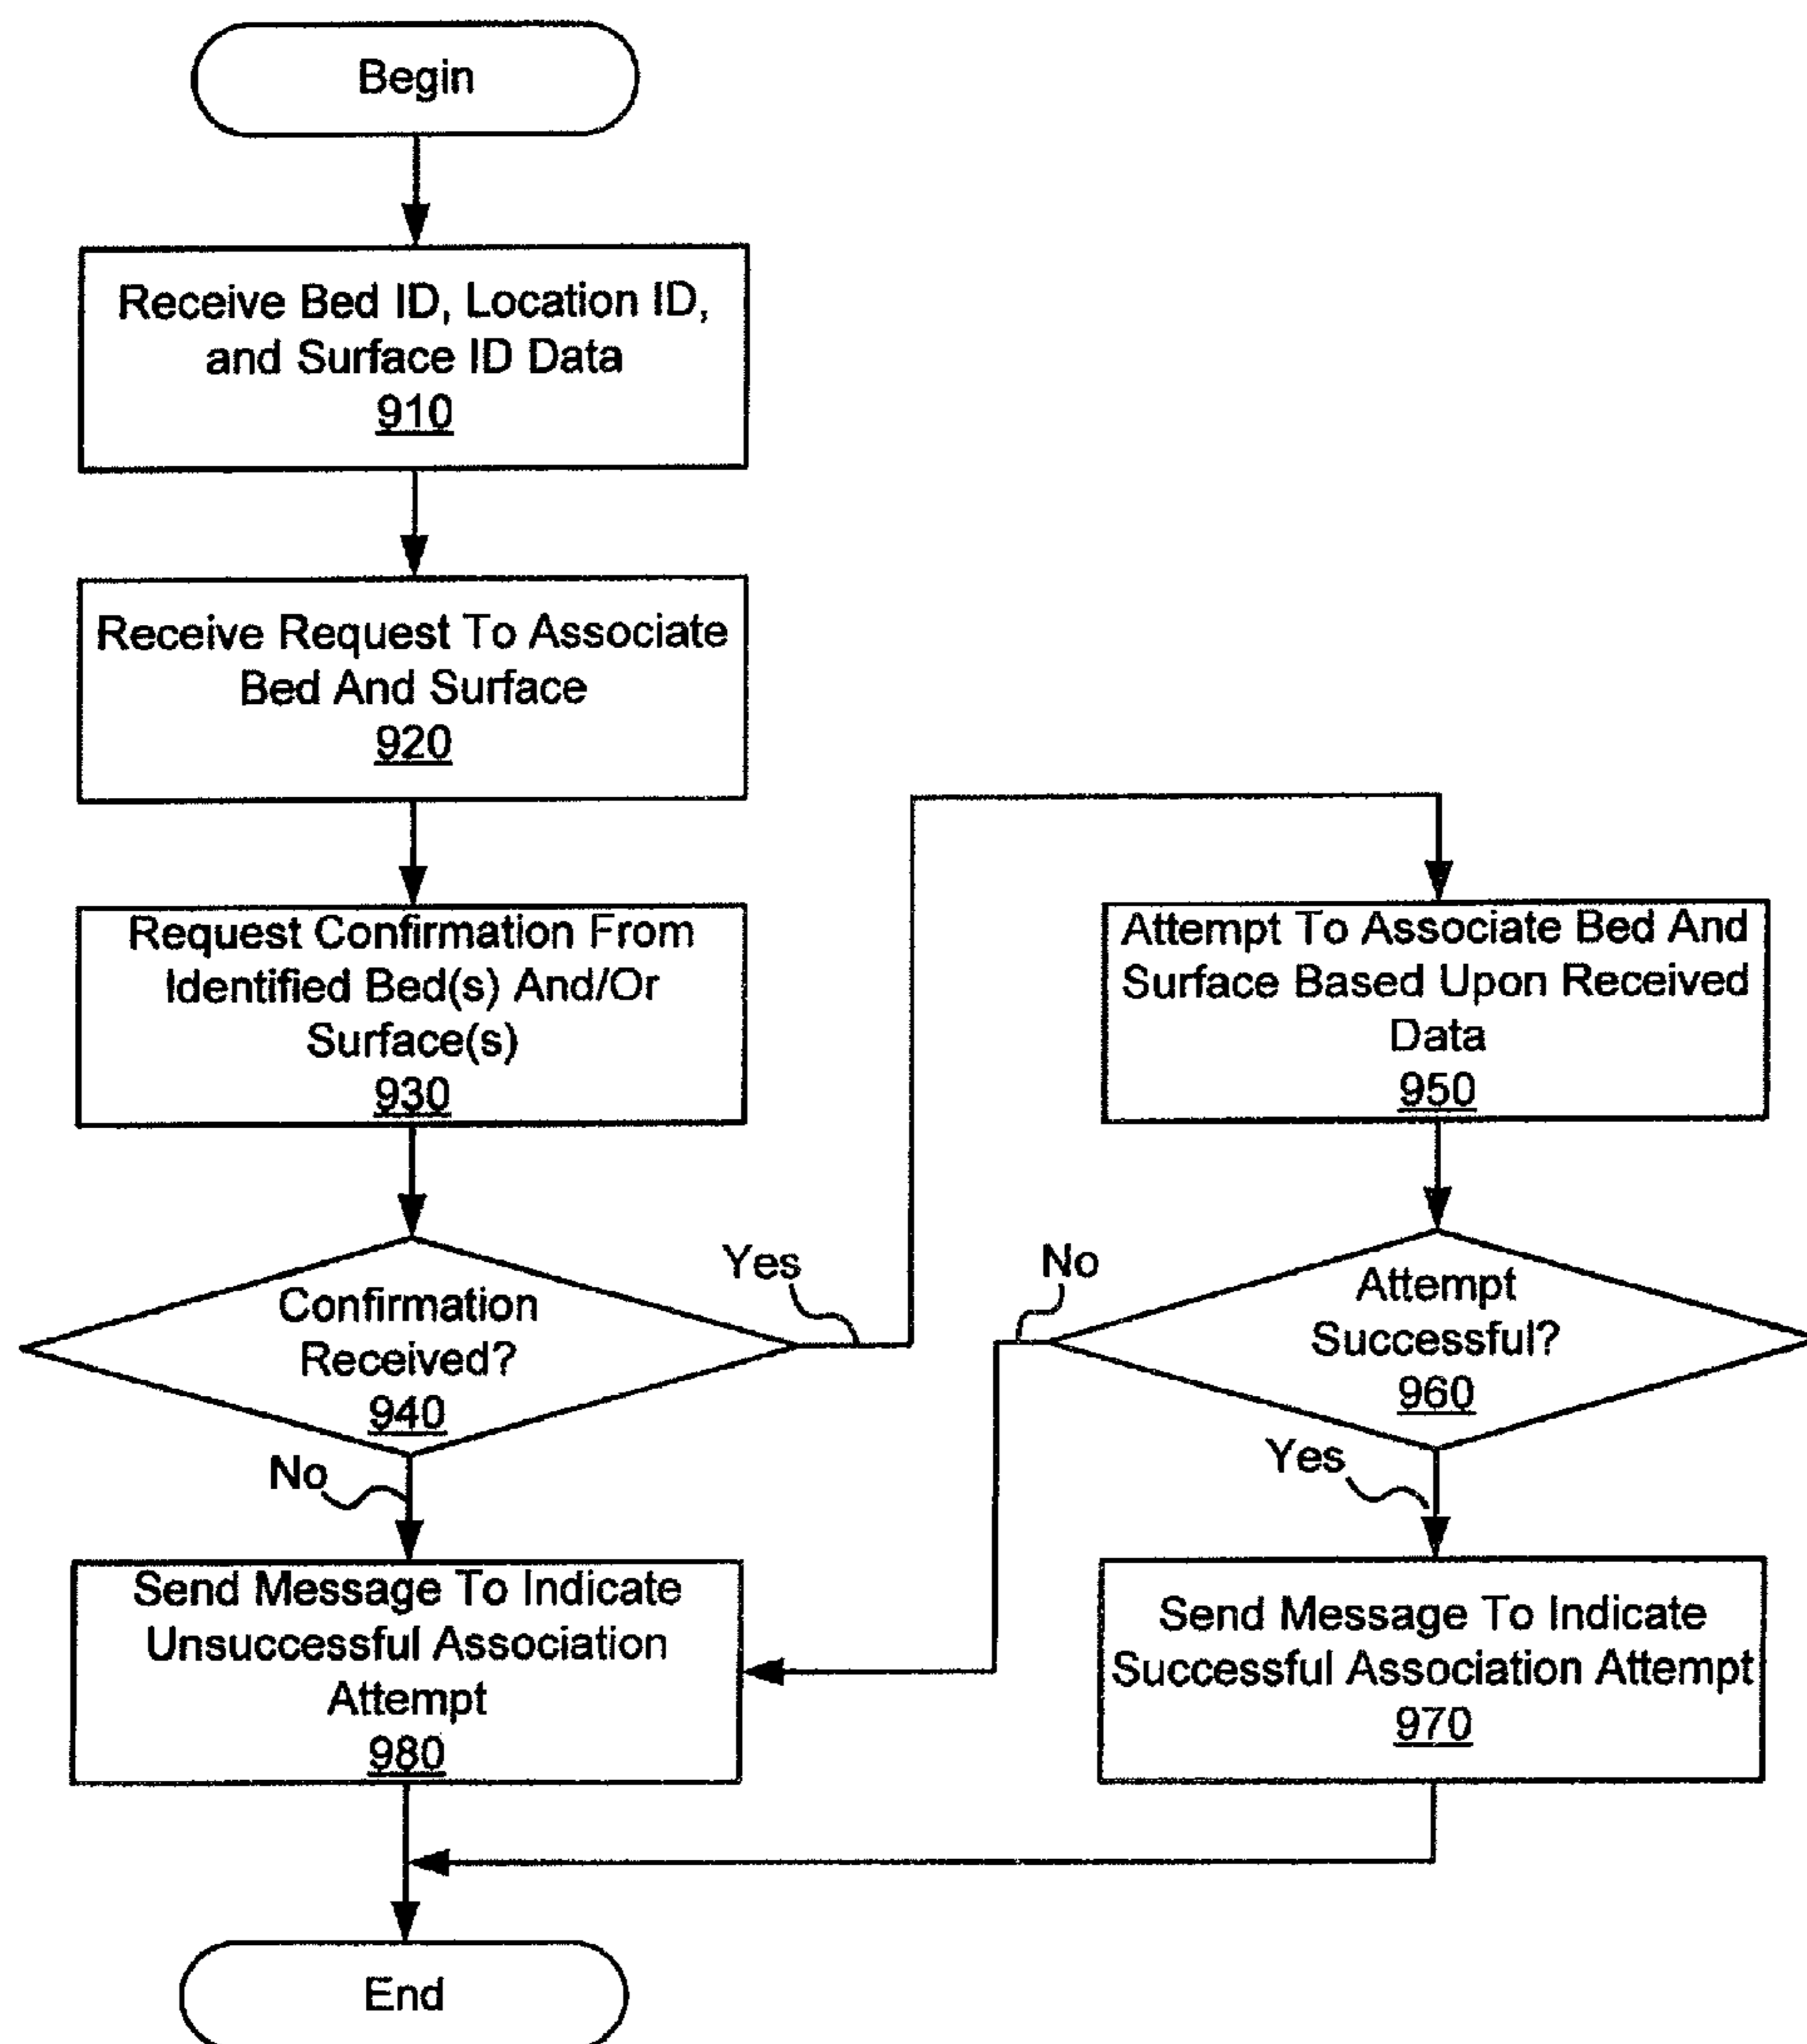 Begin
Receive Bed ID, Location ID,
and Surface ID Data
910
Receive Request To Associate
Bed And Surface
920
Request Confirmation From
Identified Bed(s) And/Or
Surface(s)
930
Confirmation
Received?
940
Yes
No
Attempt To Associate Bed And
Surface Based Upon Received
Data
950
Attempt
Successful?
960
No
Yes
Send Message To Indicate
Unsuccessful Association
Attempt
980
Send Message To Indicate
Successful Association Attempt
970
End